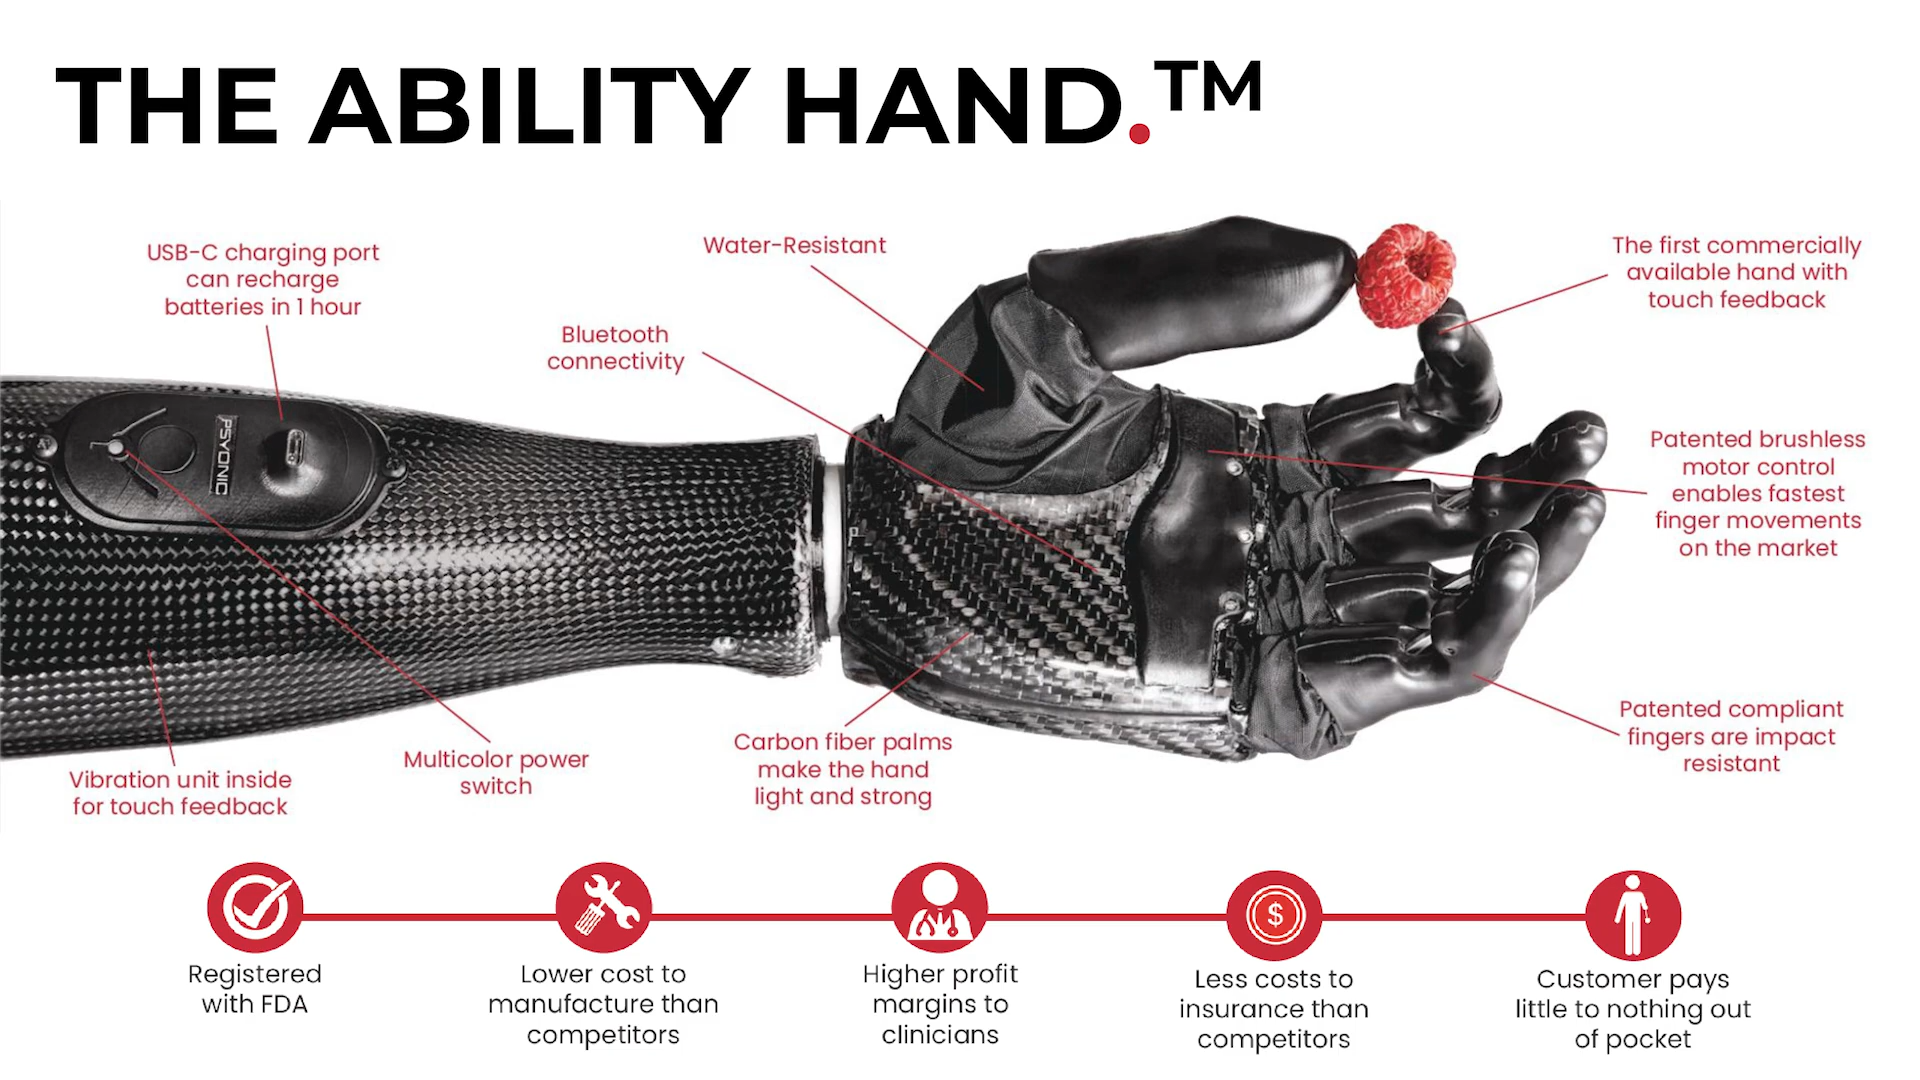 THE ABILITY HAND.™
USB-C charging port
can recharge
batteries in 1 hour
Water-Resistant
Bluetooth
connectivity
The first commercially
available hand with
touch feedback
Patented brushless
motor control
enables fastest
finger movements
on the market
PSYONIC
Patented compliant
fingers are impact
resistant
Vibration unit inside
for touch feedback
Multicolor power
switch
Carbon fiber palms
make the hand
light and strong
$
Registered
with FDA
Lower cost to
manufacture than
competitors
Higher profit
margins to
clinicians
Less costs to
insurance than
competitors
Customer pays
little to nothing out
of pocket